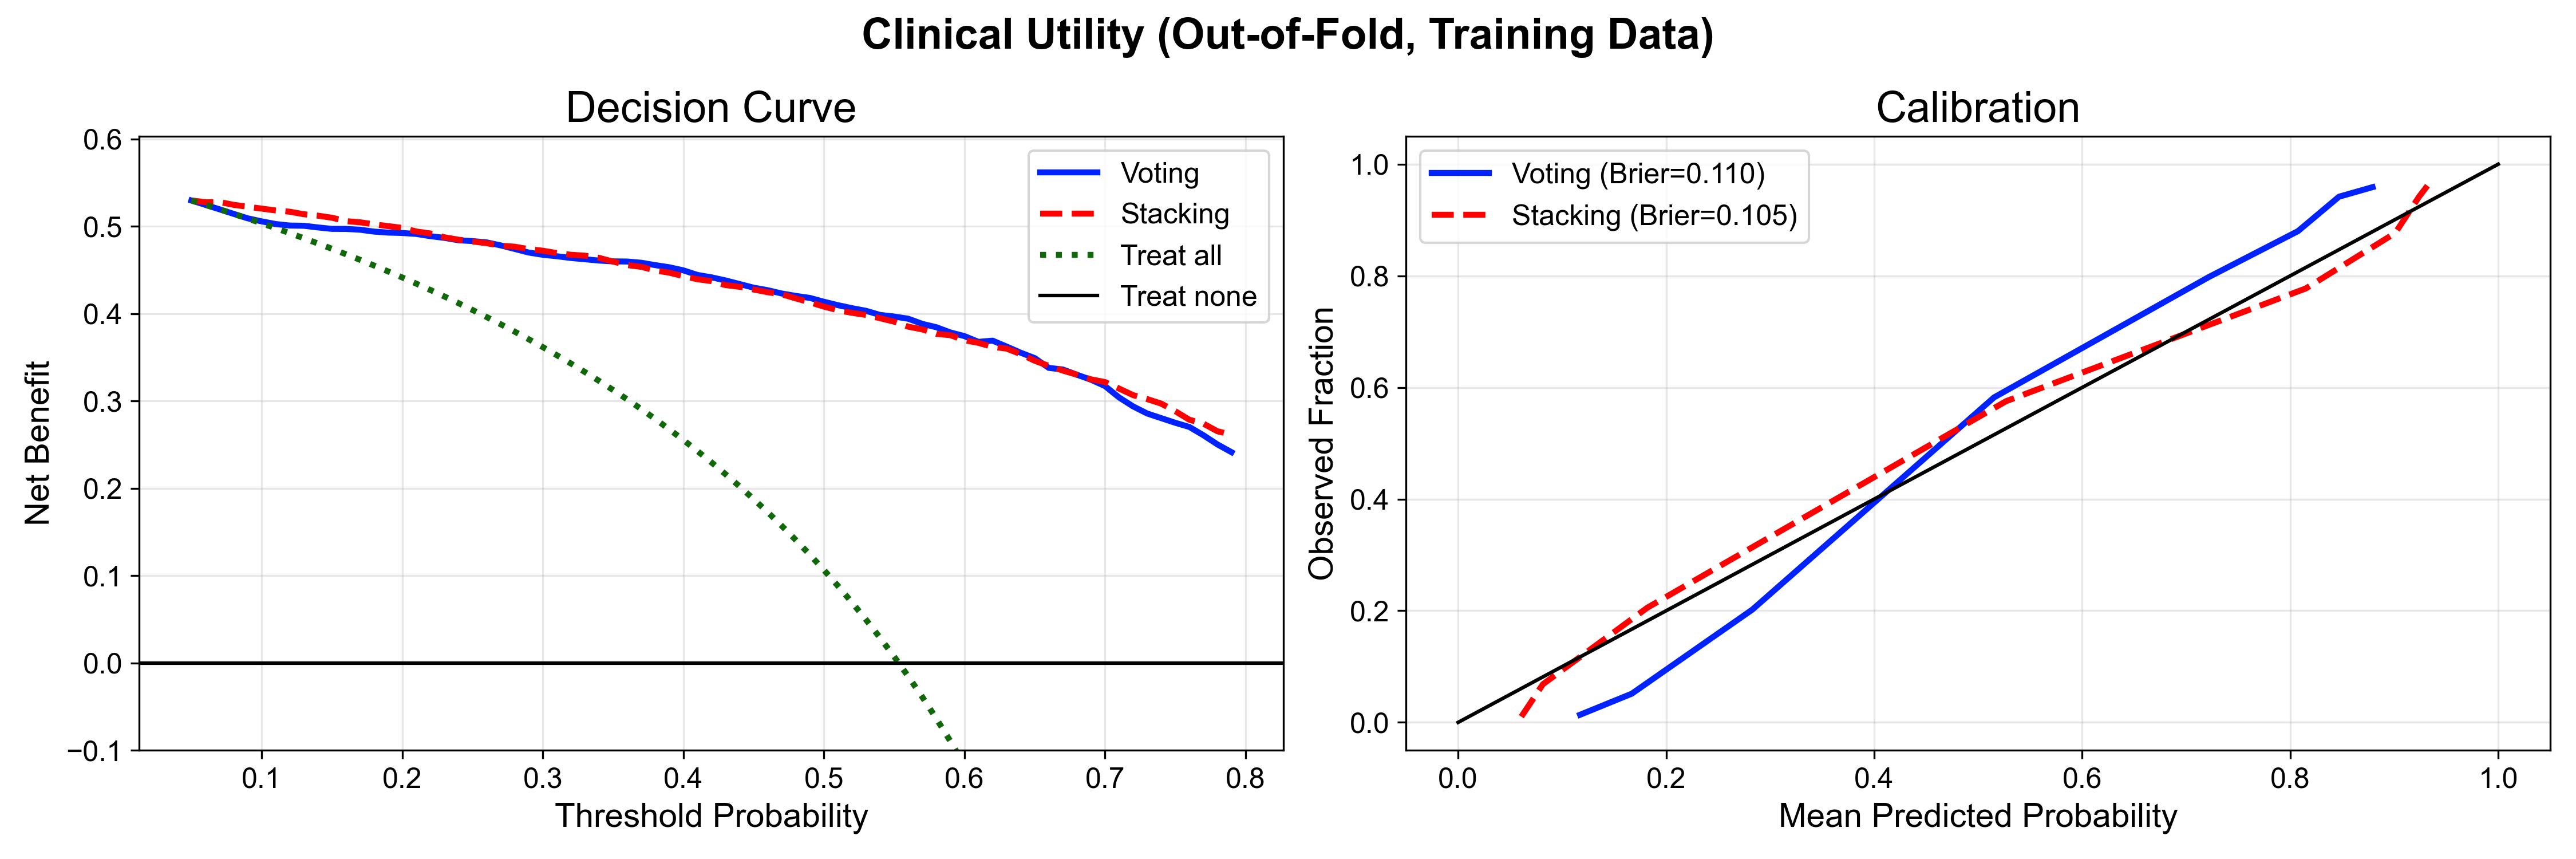 Clinical Utility (Out-of-Fold, Training Data)
Decision Curve
Net Benefit
0.6
0.5
0.4
0.3
0.2
0.1
0.0
−0.1
Voting
Stacking
Treat all
Treat none
0.1 0.2 0.3 0.4 0.5 0.6 0.7 0.8
Threshold Probability
Calibration
Observed Fraction
1.0
0.8
0.6
0.4
0.2
0.0
Voting (Brier=0.110)
Stacking (Brier=0.105)
0.0 0.2 0.4 0.6 0.8 1.0
Mean Predicted Probability